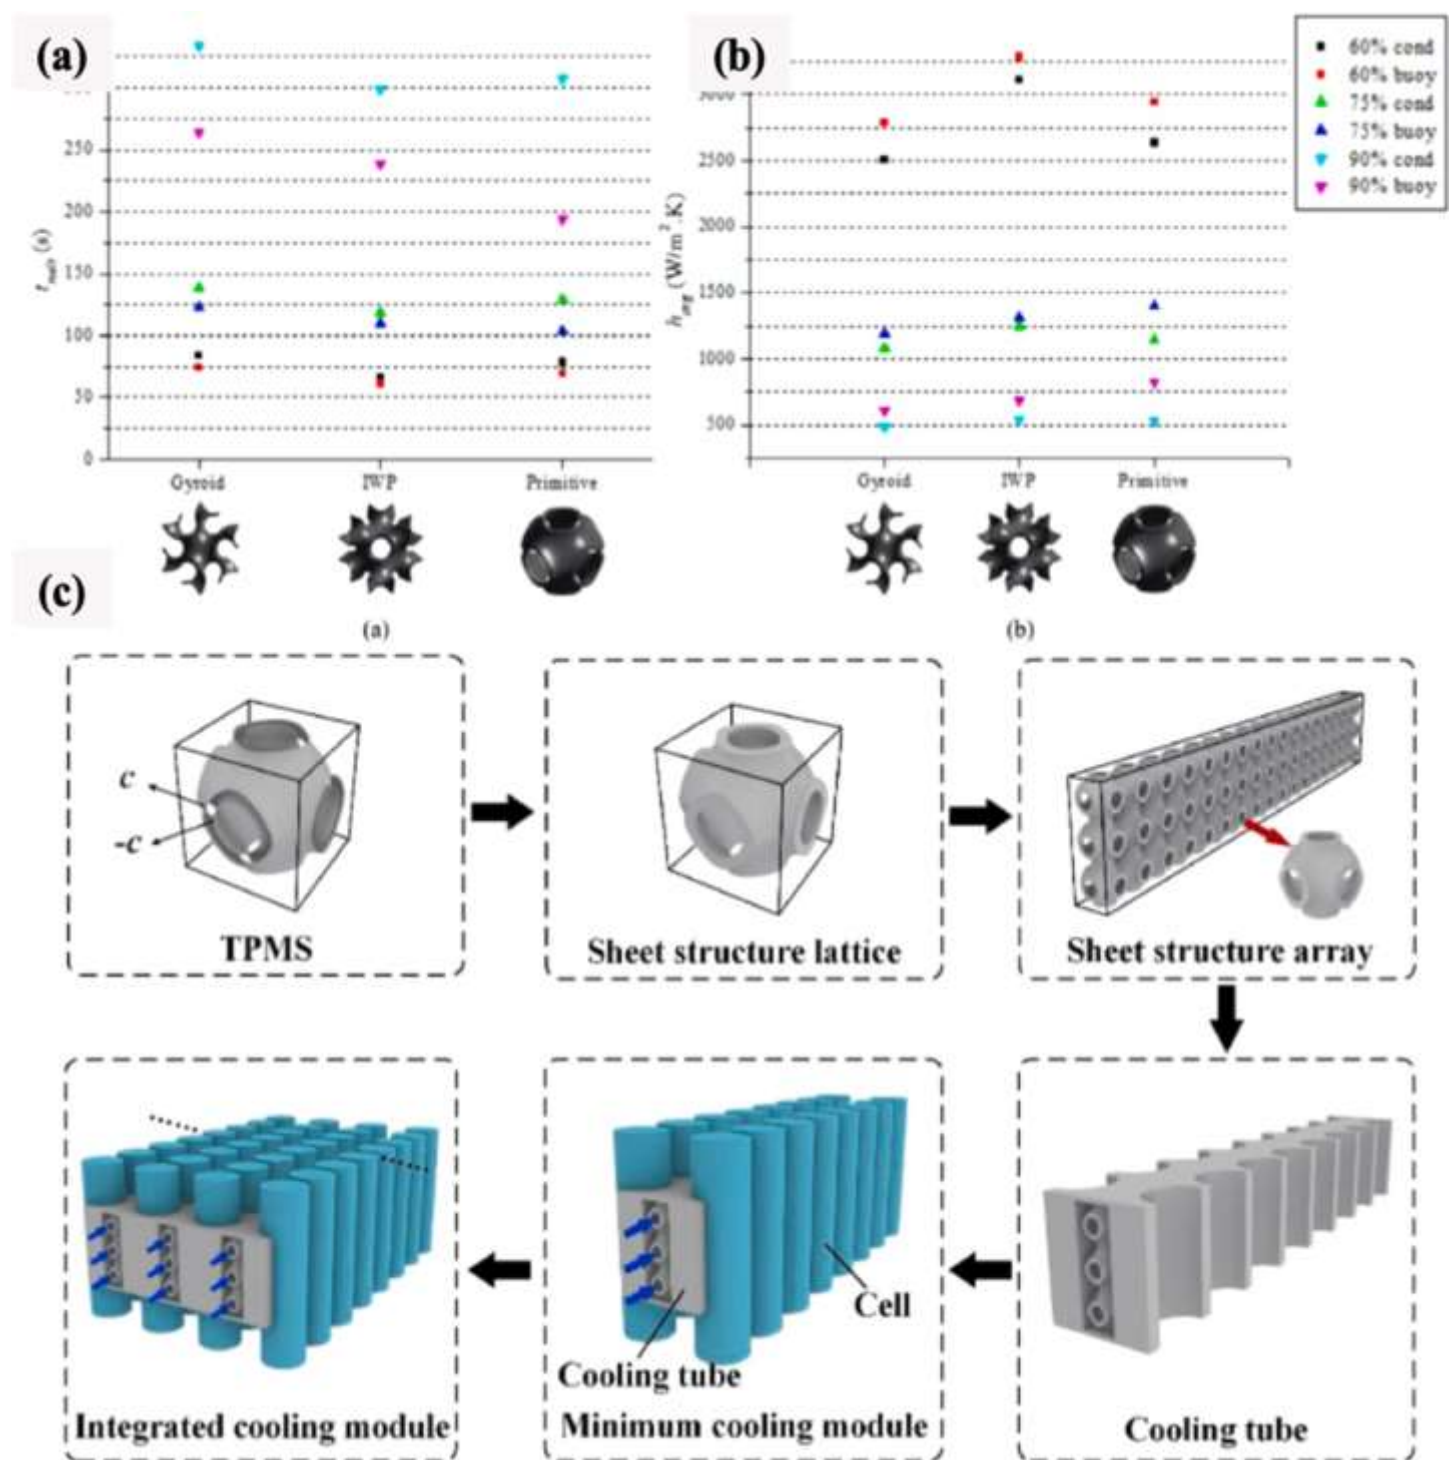 (a)
250
200
150
100
50
0
Gyroid
IWP
Primitive
(a)
(b)
3000
2500
2000
1500
1000
500
h_avg (W/m².K)
Gyroid
IWP
Primitive
(b)
60% cond
60% buoy
75% cond
75% buoy
90% cond
90% buoy
(c)
c
-c
TPMS
Sheet structure lattice
Sheet structure array
Cell
Cooling tube
Integrated cooling module
Minimum cooling module
Cooling tube